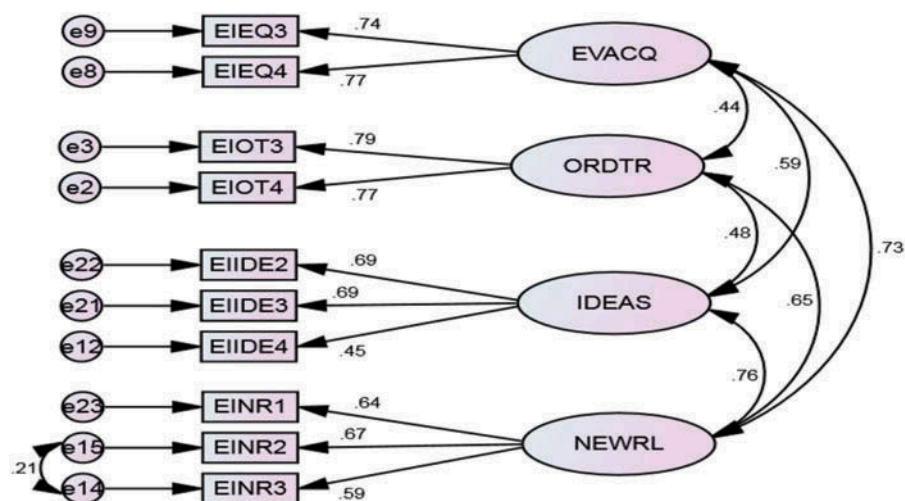 e9 EIEQ3 .74 EVACQ
e8 EIEQ4 .77
.44
e3 EIOT3 .79 ORDTR .59
e2 EIOT4 .77
.48 .73
e22 EIIDE2 .69
e21 EIIDE3 .69 IDEAS .65
e12 EIIDE4 .45
.76
e23 EINR1 .64
e15 EINR2 .67 NEWRL
.21
e14 EINR3 .59